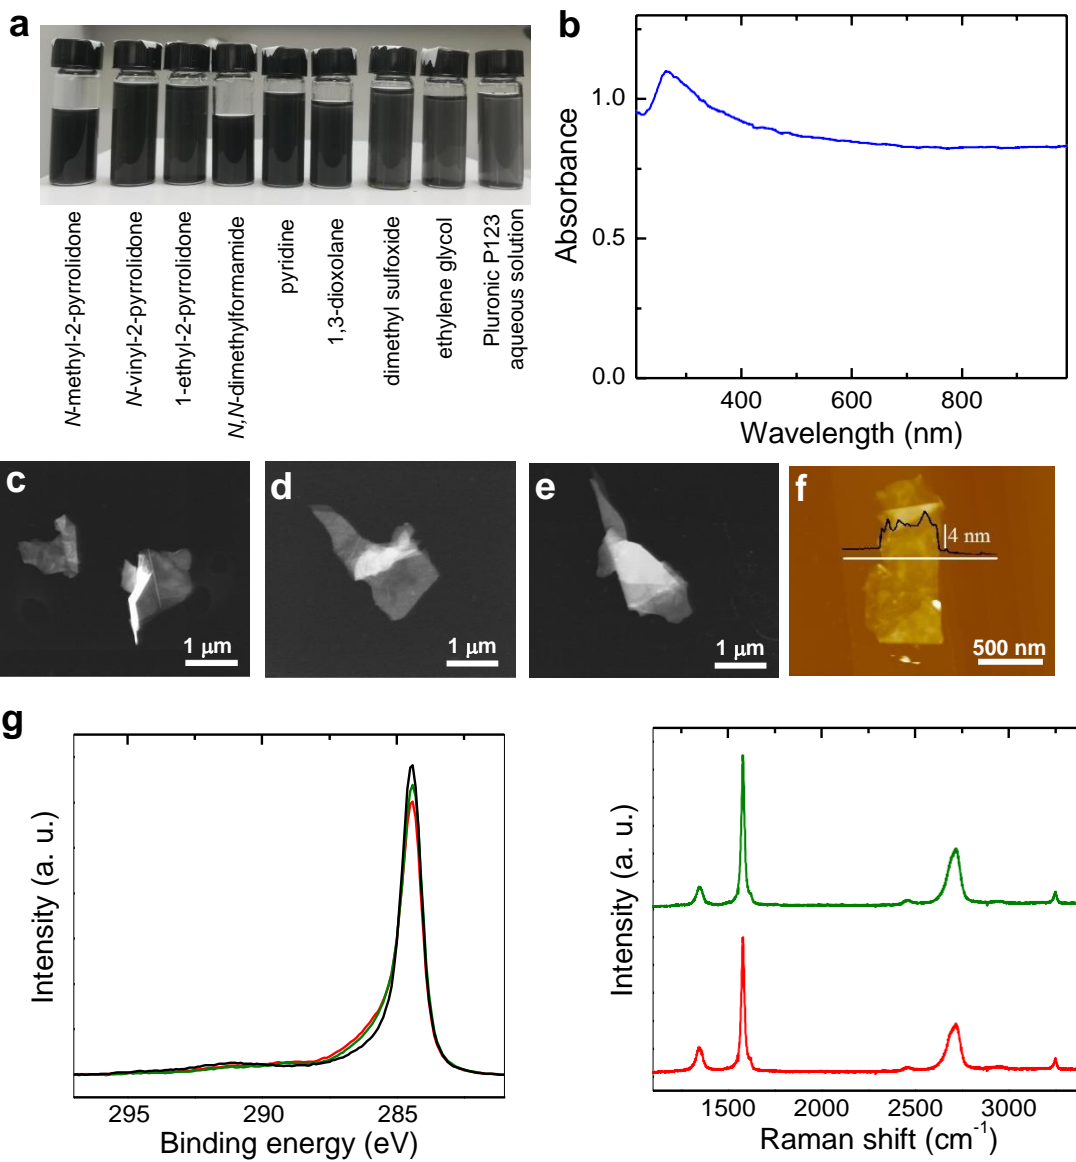 a
N-methyl-2-pyrrolidone
N-vinyl-2-pyrrolidone
1-ethyl-2-pyrrolidone
N,N-dimethylformamide
pyridine
1,3-dioxolane
dimethyl sulfoxide
ethylene glycol
Pluronic P123
aqueous solution
b
Absorbance
1.0
0.5
0.0
400
600
800
Wavelength (nm)
c
1 μm
d
1 μm
e
1 μm
f
4 nm
500 nm
g
Intensity (a. u.)
295
290
285
Binding energy (eV)
Intensity (a. u.)
1500
2000
2500
3000
Raman shift (cm⁻¹)